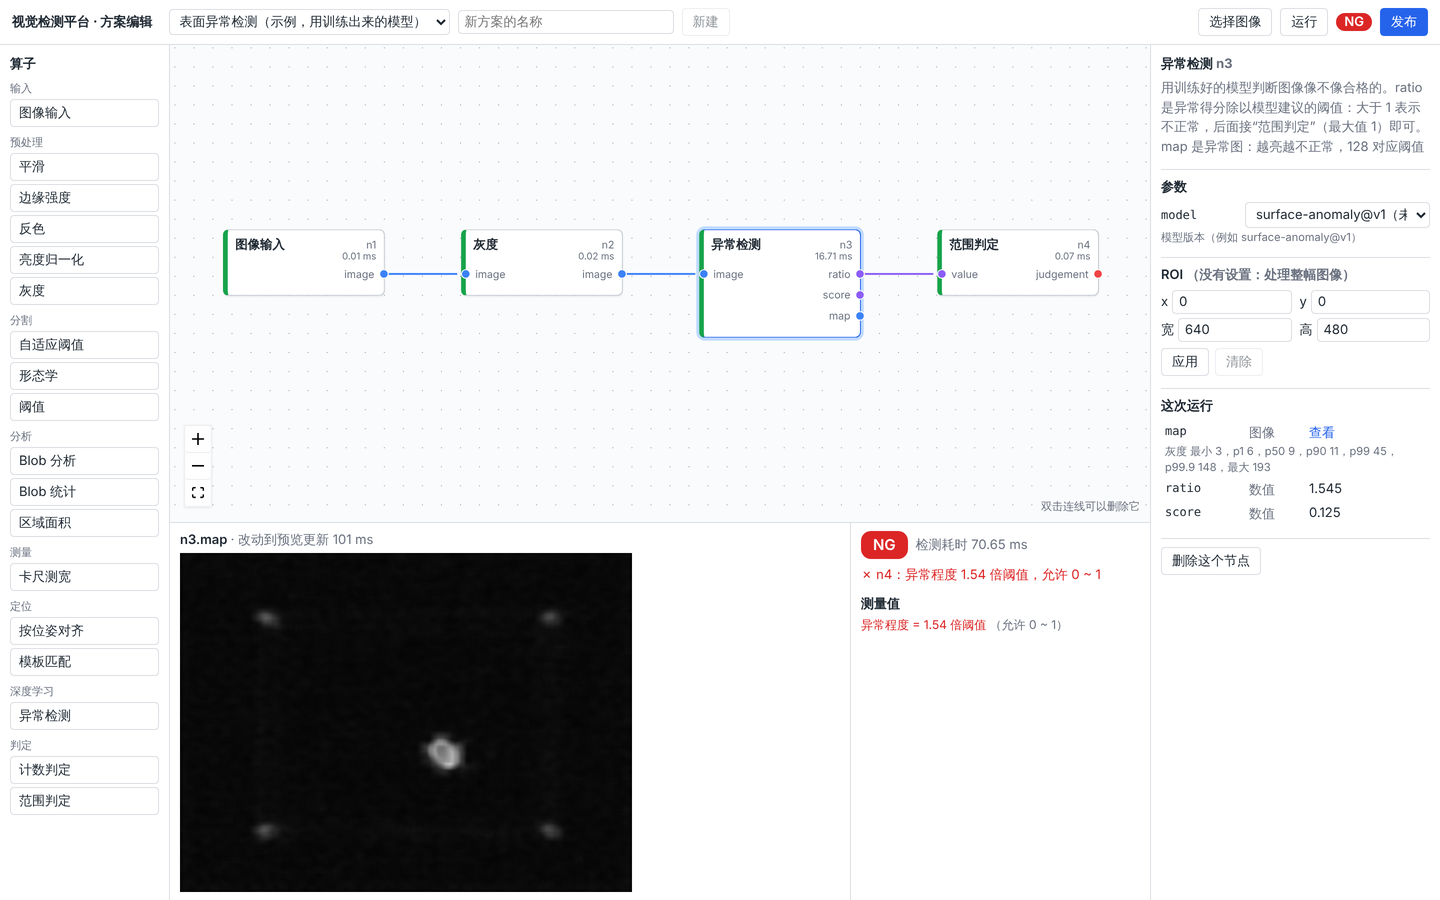 视觉检测平台 · 方案编辑
表面异常检测（示例，用训练出来的模型）
新方案的名称
新建
选择图像
运行
NG
发布
算子
输入
图像输入
预处理
平滑
边缘强度
反色
亮度归一化
灰度
分割
自适应阈值
形态学
阈值
分析
Blob 分析
Blob 统计
区域面积
测量
卡尺测宽
定位
按位姿对齐
模板匹配
深度学习
异常检测
判定
计数判定
范围判定
图像输入 n1
0.01 ms
image
灰度 n2
0.02 ms
image image
异常检测 n3
16.71 ms
image ratio
score
map
范围判定 n4
0.07 ms
value judgement
双击连线可以删除它
n3.map · 改动到预览更新 101 ms
NG 检测耗时 70.65 ms
× n4：异常程度 1.54 倍阈值，允许 0 ~ 1
测量值
异常程度 = 1.54 倍阈值 （允许 0 ~ 1）
异常检测 n3
用训练好的模型判断图像像不像合格的。ratio
是异常得分除以模型建议的阈值：大于 1 表示
不正常，后面接“范围判定”（最大值 1）即可。
map 是异常图：越亮越不正常，128 对应阈值
参数
model surface-anomaly@v1（未
模型版本（例如 surface-anomaly@v1）
ROI （没有设置：处理整幅图像）
x 0 y 0
宽 640 高 480
应用 清除
这次运行
map 图像 查看
灰度 最小 3，p1 6，p50 9，p90 11，p99 45，
p99.9 148，最大 193
ratio 数值 1.545
score 数值 0.125
删除这个节点